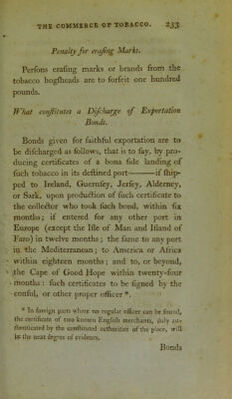 THE COMMERCE OF TOBACCO. 233
Penalty for eraſing Marks.
Perſons eraſing marks or brands from the
tobacco hogſheads are to forfeit one hundred
pounds.
What conſtitutes a Diſcharge of Exportation
Bonds.
Bonds given for faithful exportation are to
be diſcharged as follows, that is to ſay, by pro-
ducing certificates of a bona fide landing of
ſuch tobacco in its deſtined port——if ſhip-
ped to Ireland, Guernſey, Jerſey, Alderney,
or Sark, upon production of ſuch certificate to
the collector who took ſuch bond, within ſix
months; if entered for any other port in
Europe (except the Iſle of Man and Iſland of
Faro) in twelve months; the ſame to any port
in the Mediterranean; to America or Africa
within eighteen months; and to, or beyond,
the Cape of Good Hope within twenty-four
months: ſuch certificates to be ſigned by the
conſul, or other proper officer *.
* In foreign ports where no regular officer can be found,
the certificate of two known Engliſh merchants, duly au-
thenticated by the conſtituted authorities of the place, will
be the next degree of evidence.
Bonds